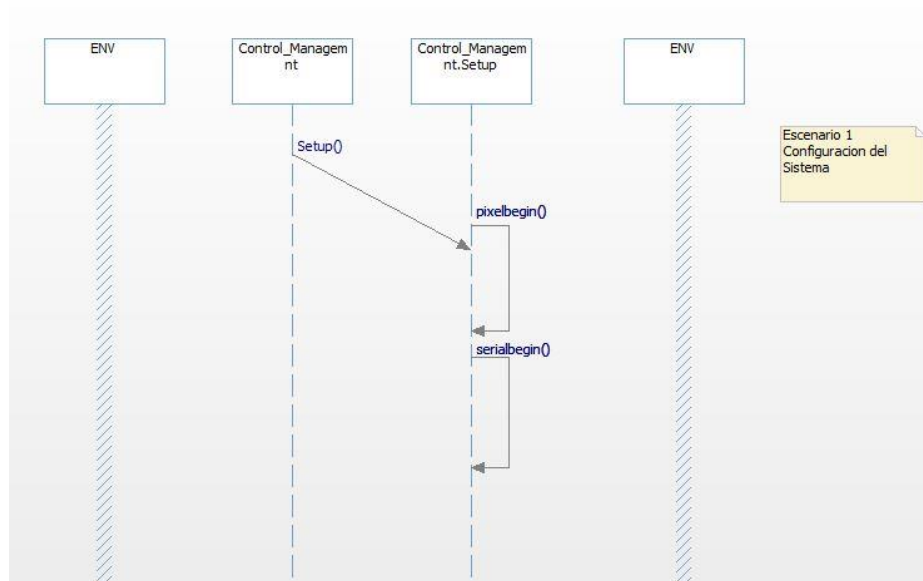 ENV
Control_Managem
nt
Control_Managem
nt.Setup
ENV
Escenario 1
Configuracion del
Sistema
Setup()
pixelbegin()
serialbegin()